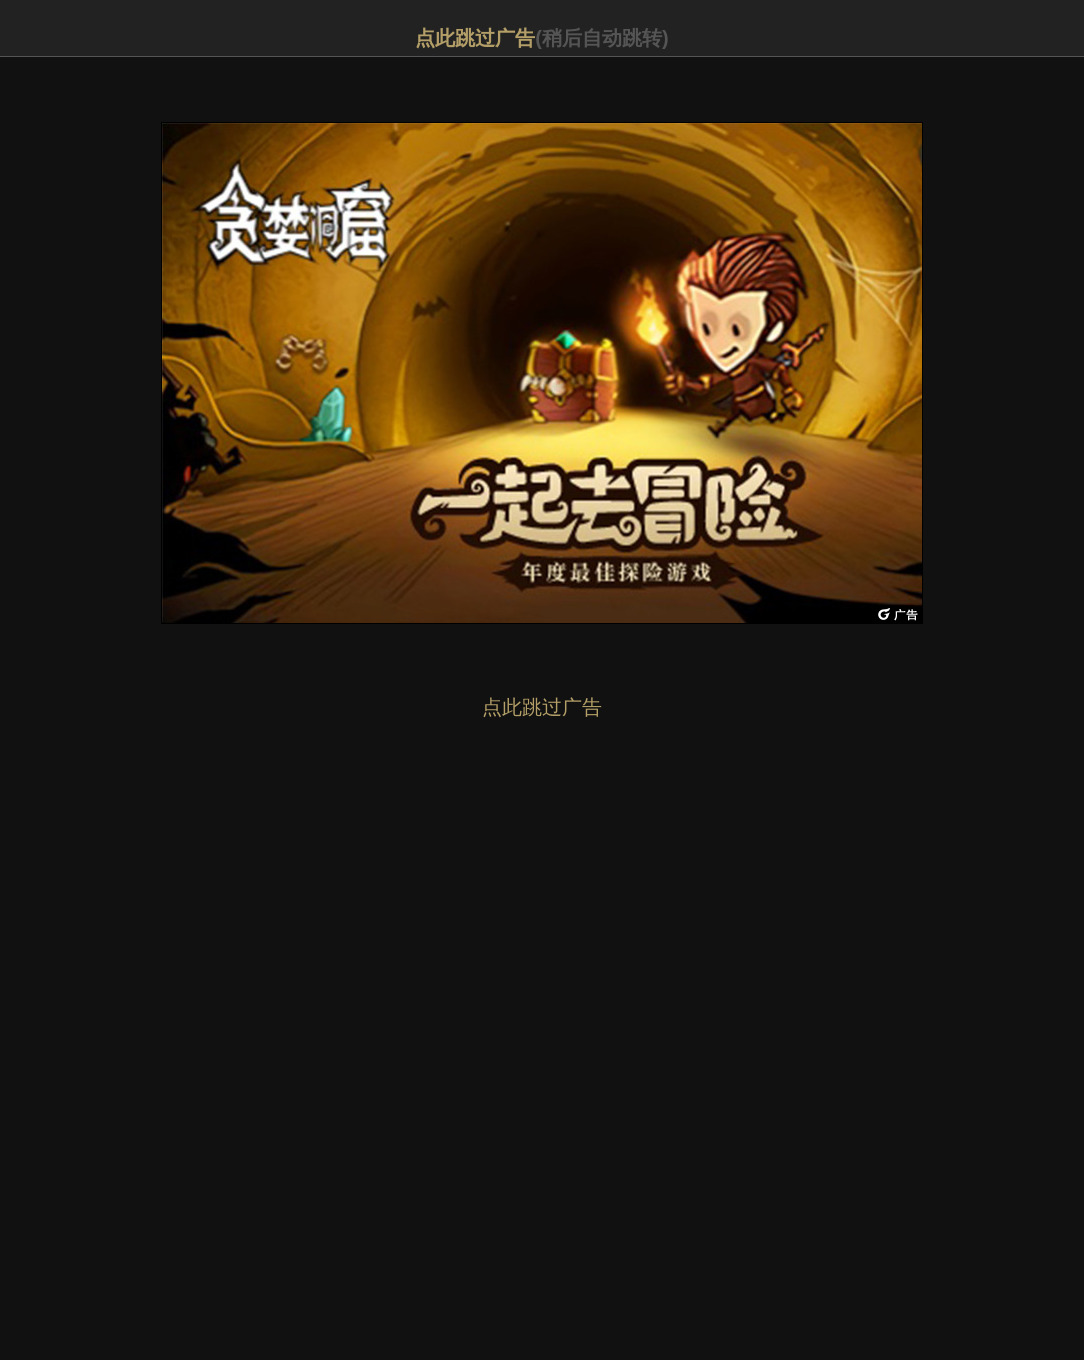 点此跳过广告(稍后自动跳转)
贪婪洞窟
一起去冒险
年度最佳探险游戏
广告
点此跳过广告